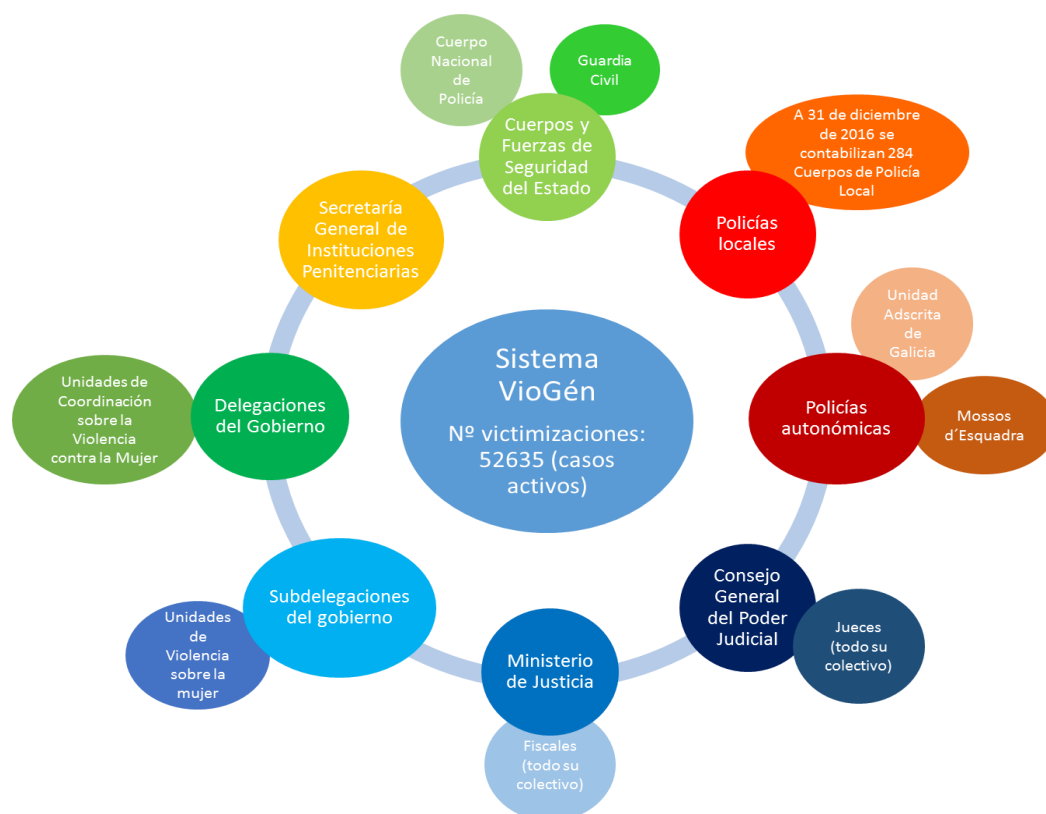 Cuerpo
Nacional
de
Policía
Guardia
Civil
Cuerpos y
Fuerzas de
Seguridad
del Estado
A 31 de diciembre
de 2016 se
contabilizan 284
Cuerpos de Policía
Local
Policías
locales
Unidad
Adscrita
de
Galicia
Policías
autonómicas
Mossos
d´Esquadra
Consejo
General
del Poder
Judicial
Jueces
(todo su
colectivo)
Ministerio
de Justicia
Fiscales
(todo su
colectivo)
Subdelegaciones
del gobierno
Unidades
de
Violencia
sobre la
mujer
Delegaciones
del Gobierno
Unidades de
Coordinación
sobre la
Violencia
contra la Mujer
Secretaría
General de
Instituciones
Penitenciarias
Sistema
VioGén
Nº victimizaciones:
52635 (casos
activos)